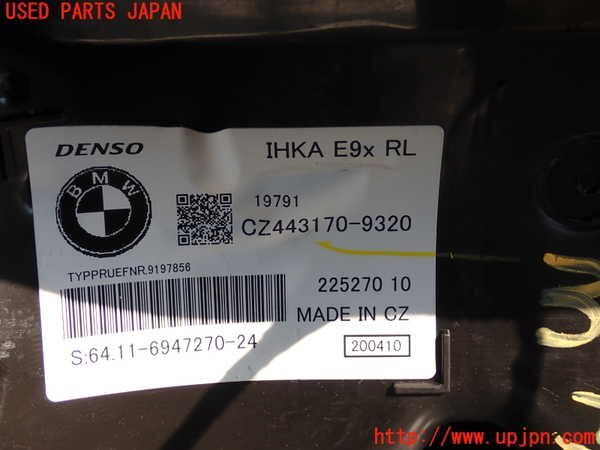 USED PARTS JAPAN
DENSO
IHKA E9x RL
BMW
19791
CZ443170-9320
TYPPRUEFNR.9197856
225270 10
MADE IN CZ
S:64.11-6947270-24
200410
http://www.upjpn.com/